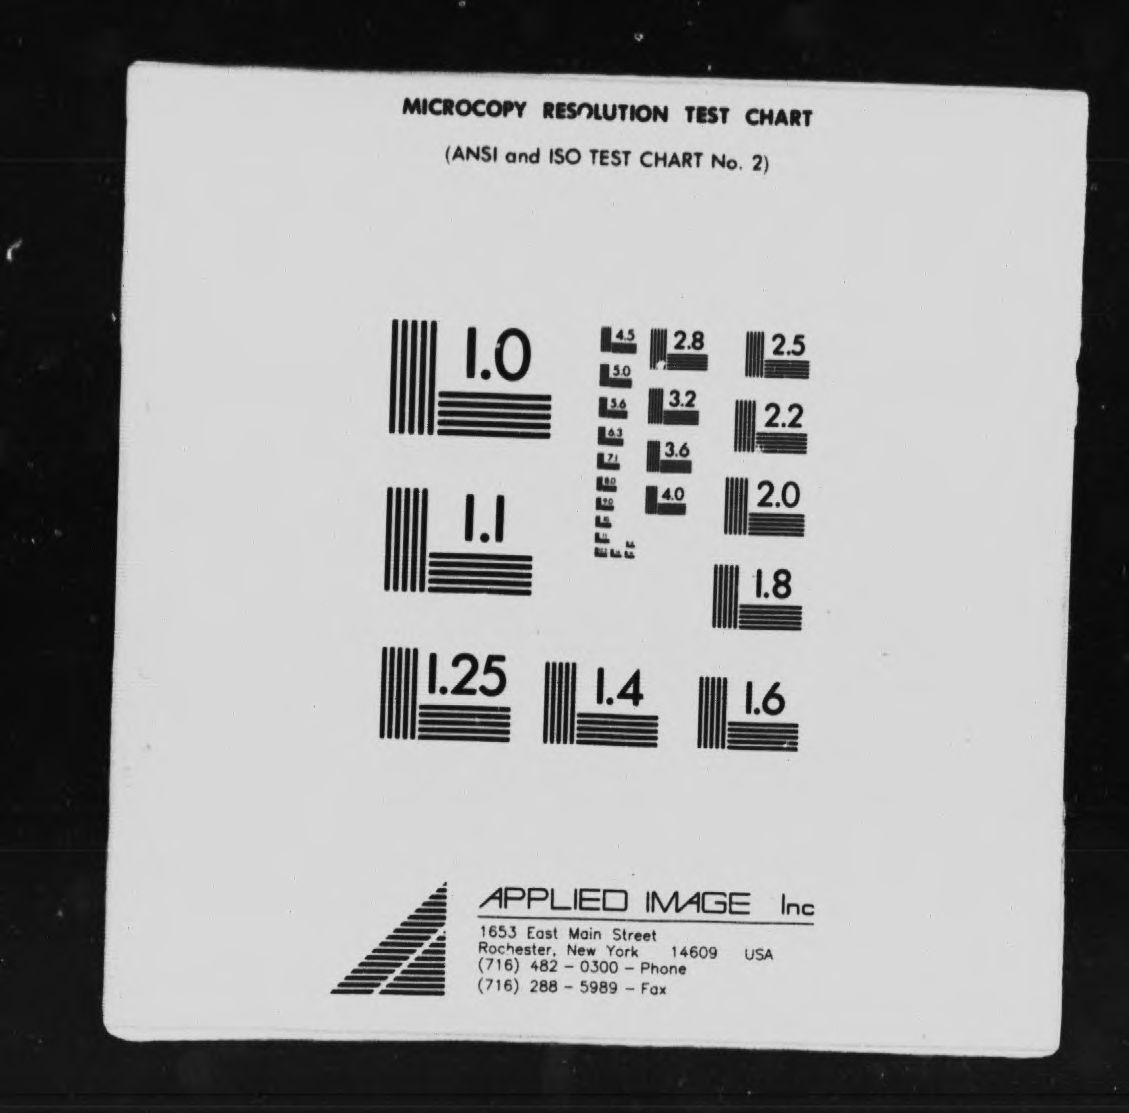 MICROCOPY RESOLUTION TEST CHART
(ANSI and ISO TEST CHART No. 2)
1.0
4.5
2.8
2.5
5.0
5.6
3.2
2.2
6.3
7.1
3.6
8.0
4.0
2.0
9.0
1.1
1.8
1.25
1.4
1.6
APPLIED IMAGE Inc
1653 East Main Street
Rochester, New York 14609 USA
(716) 482 - 0300 - Phone
(716) 288 - 5989 - Fax